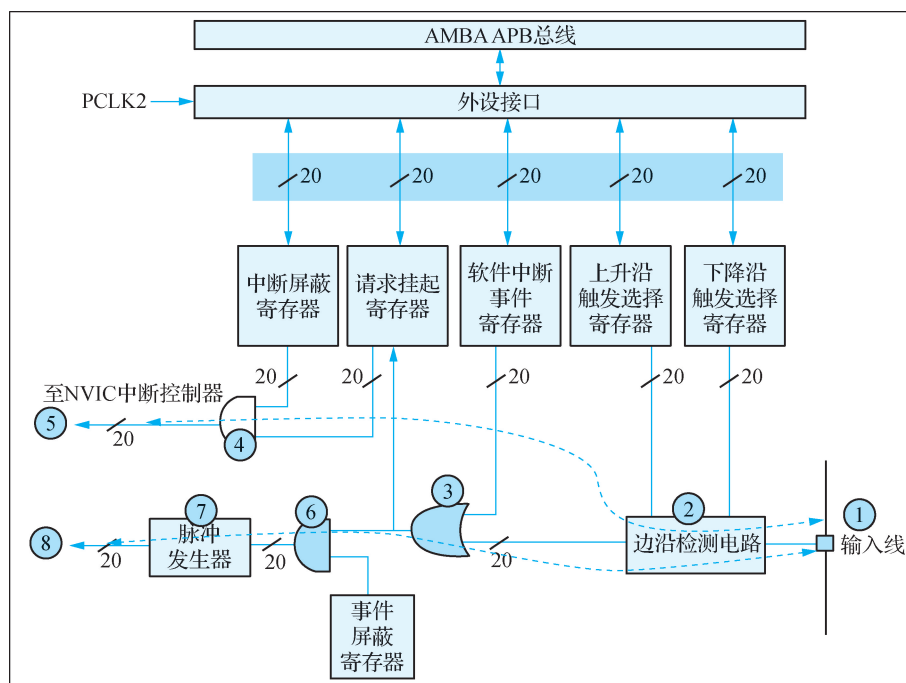 AMBA APB总线
PCLK2
外设接口
20
20
20
20
20
中断屏蔽
寄存器
请求挂起
寄存器
软件中断
事件
寄存器
上升沿
触发选择
寄存器
下降沿
触发选择
寄存器
20
20
20
20
20
至NVIC中断控制器
5
20
4
3
7
6
2
1
8
20
脉冲
发生器
20
20
边沿检测电路
输入线
事件
屏蔽
寄存器